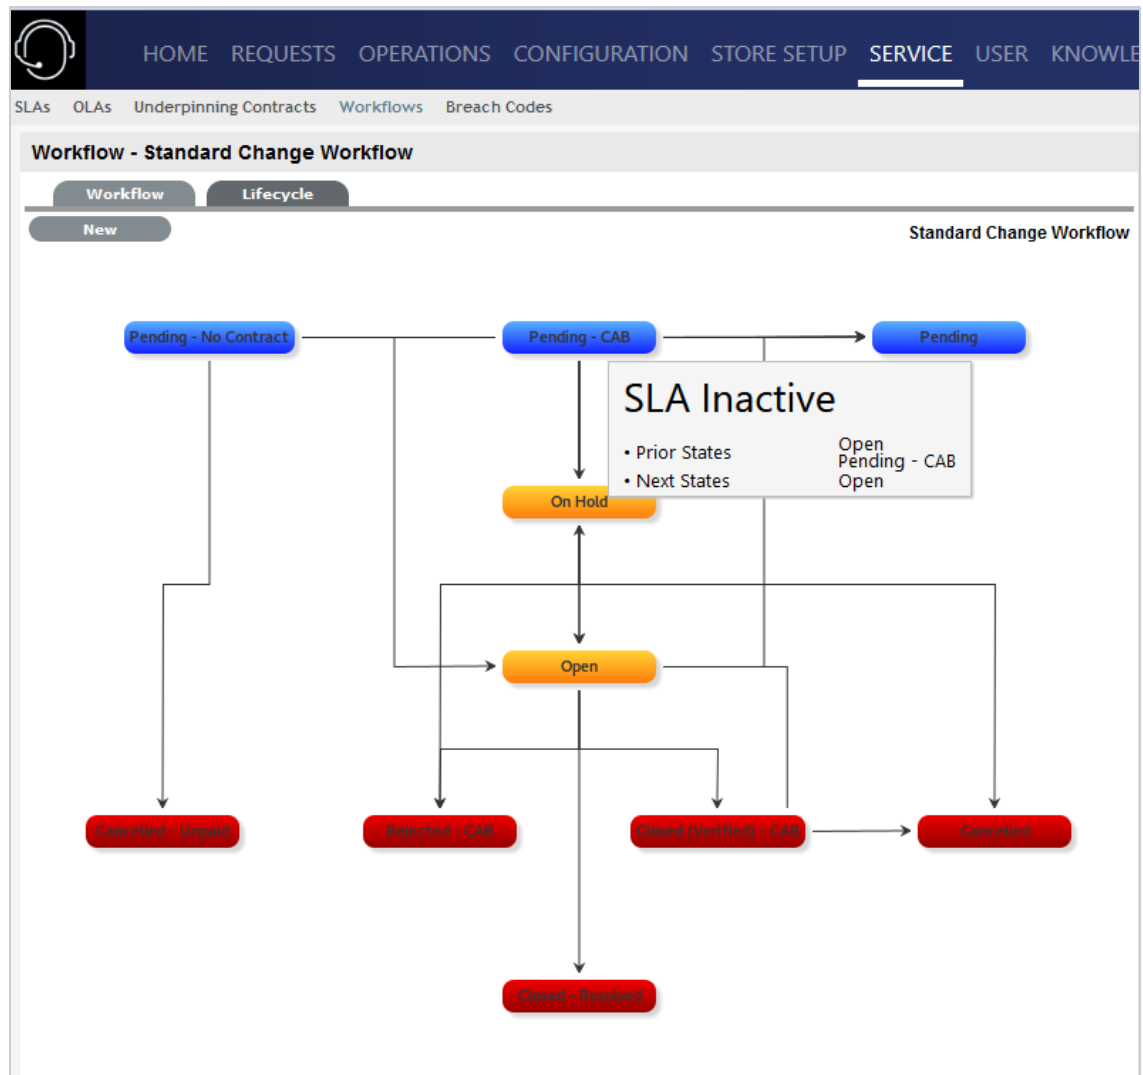 HOME REQUESTS OPERATIONS CONFIGURATION STORE SETUP SERVICE USER KNOWLE
SLAs OLAs Underpinning Contracts Workflows Breach Codes
Workflow - Standard Change Workflow
Workflow Lifecycle
New Standard Change Workflow
Pending - No Contract Pending - CAB Pending
SLA Inactive
• Prior States Open
Pending - CAB
• Next States Open
On Hold
Open
Cancelled - Unpaid Rejected - CAB Closed (Verified) - CAB Cancelled
Closed - Resolved